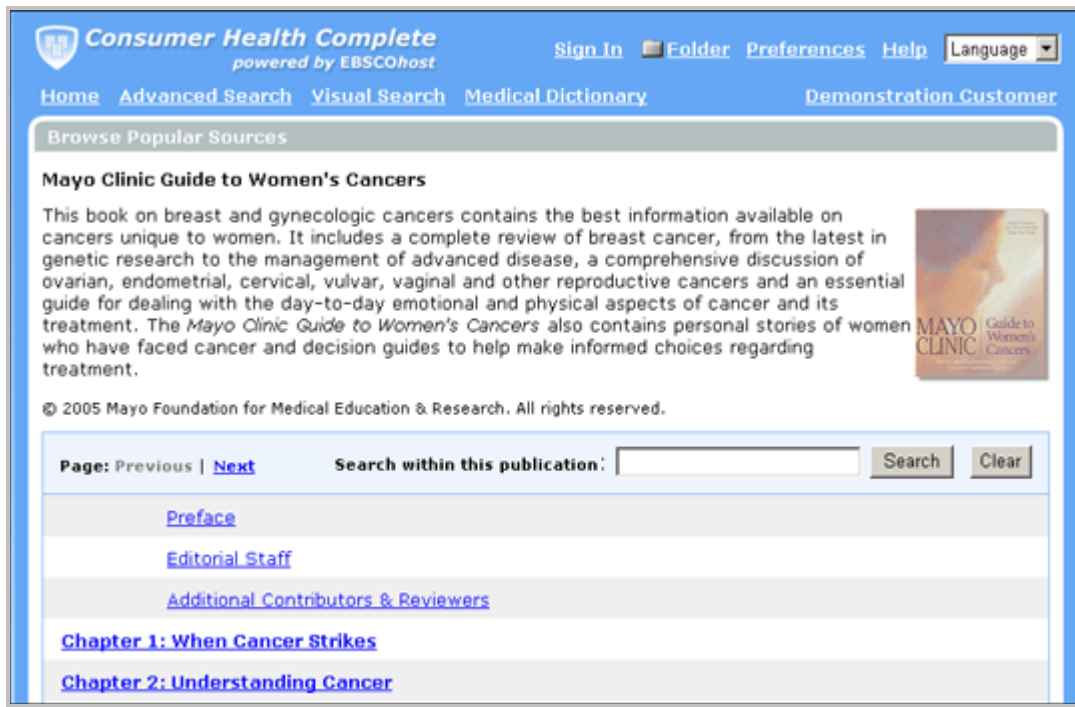 Consumer Health Complete
powered by EBSCOhost
Sign In Folder Preferences Help Language
Home Advanced Search Visual Search Medical Dictionary Demonstration Customer
Browse Popular Sources
Mayo Clinic Guide to Women's Cancers
This book on breast and gynecologic cancers contains the best information available on
cancers unique to women. It includes a complete review of breast cancer, from the latest in
genetic research to the management of advanced disease, a comprehensive discussion of
ovarian, endometrial, cervical, vulvar, vaginal and other reproductive cancers and an essential
guide for dealing with the day-to-day emotional and physical aspects of cancer and its
treatment. The Mayo Clinic Guide to Women's Cancers also contains personal stories of women
who have faced cancer and decision guides to help make informed choices regarding
treatment.
MAYO CLINIC
Guide to
Women's
Cancers
© 2005 Mayo Foundation for Medical Education & Research. All rights reserved.
Page: Previous | Next Search within this publication: Search Clear
Preface
Editorial Staff
Additional Contributors & Reviewers
Chapter 1: When Cancer Strikes
Chapter 2: Understanding Cancer